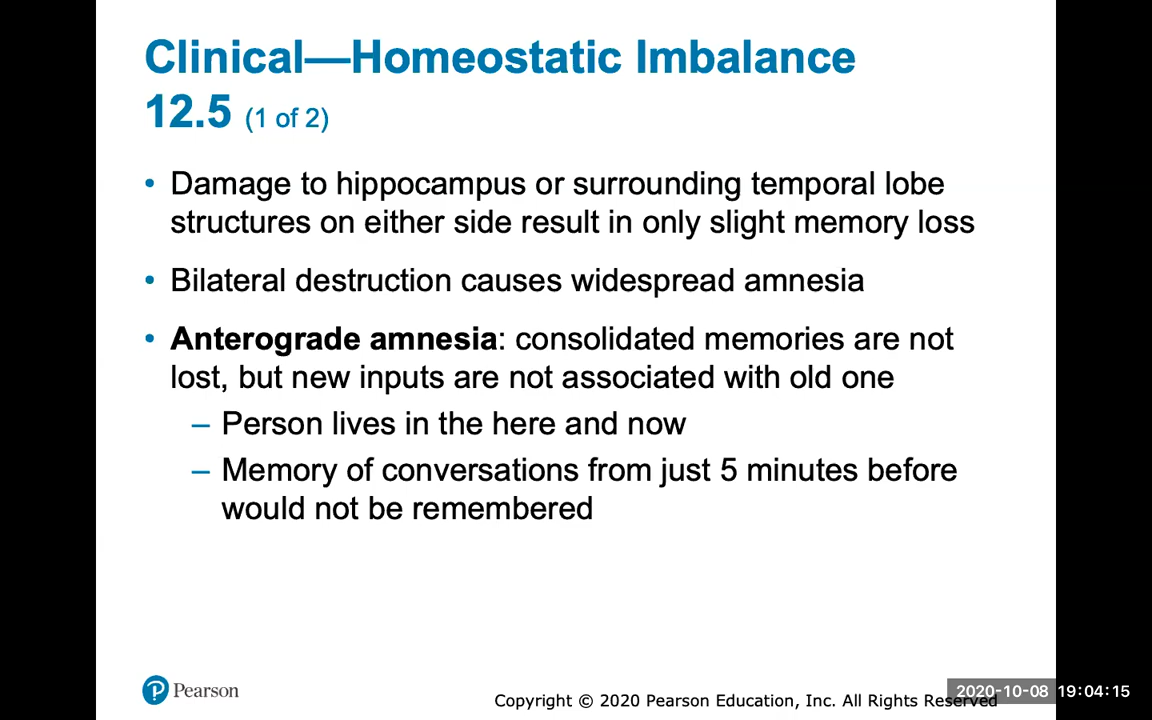 Clinical—Homeostatic Imbalance
12.5 (1 of 2)
• Damage to hippocampus or surrounding temporal lobe
structures on either side result in only slight memory loss
• Bilateral destruction causes widespread amnesia
• Anterograde amnesia: consolidated memories are not
lost, but new inputs are not associated with old one
– Person lives in the here and now
– Memory of conversations from just 5 minutes before
would not be remembered
Pearson
Copyright © 2020 Pearson Education, Inc. All Rights Reserved
2020-10-08 19:04:15